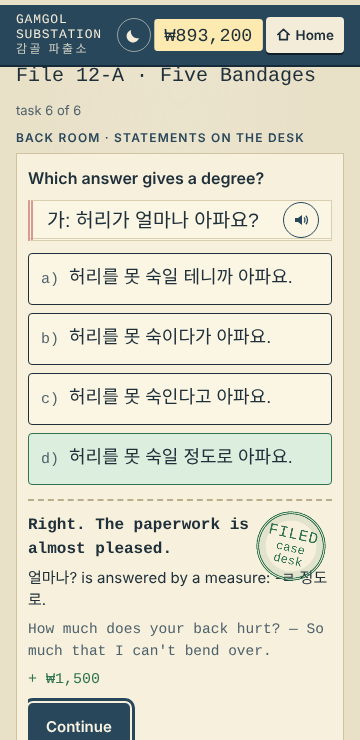 GAMGOL
SUBSTATION
감골 파출소
₩893,200
Home
File 12-A · Five Bandages
task 6 of 6
BACK ROOM · STATEMENTS ON THE DESK
Which answer gives a degree?
가: 허리가 얼마나 아파요?
a) 허리를 못 숙일 테니까 아파요.
b) 허리를 못 숙이다가 아파요.
c) 허리를 못 숙인다고 아파요.
d) 허리를 못 숙일 정도로 아파요.
Right. The paperwork is
almost pleased.
FILED
case
desk
얼마나? is answered by a measure: -ㄹ 정도
로.
How much does your back hurt? — So
much that I can't bend over.
+ ₩1,500
Continue